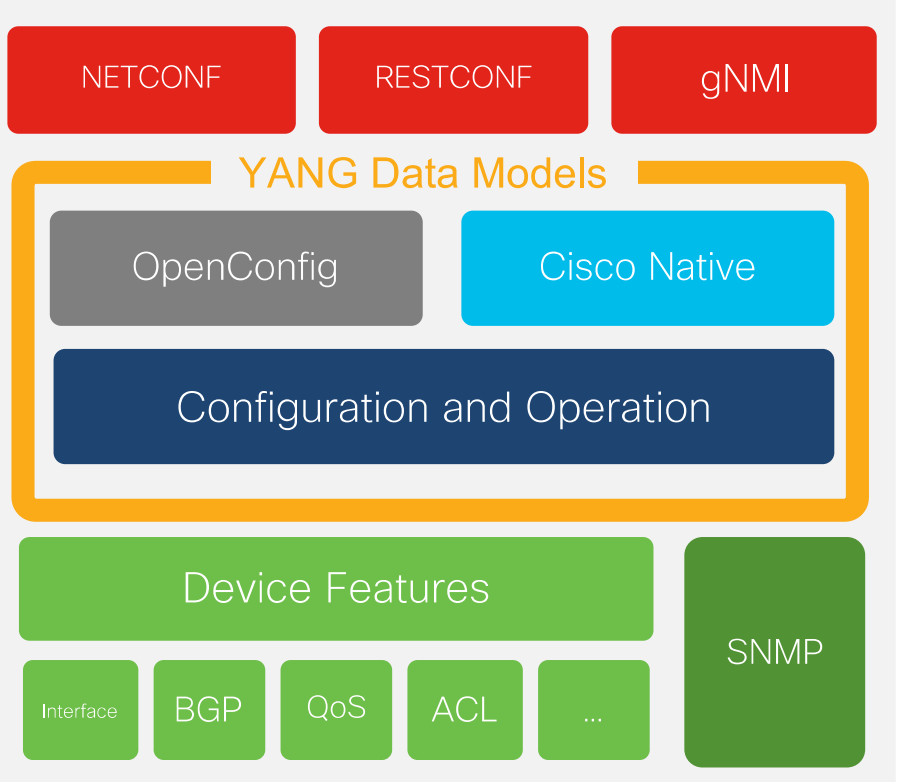 NETCONF
RESTCONF
gNMI
YANG Data Models
OpenConfig
Cisco Native
Configuration and Operation
Device Features
SNMP
Interface
BGP
QoS
ACL
...